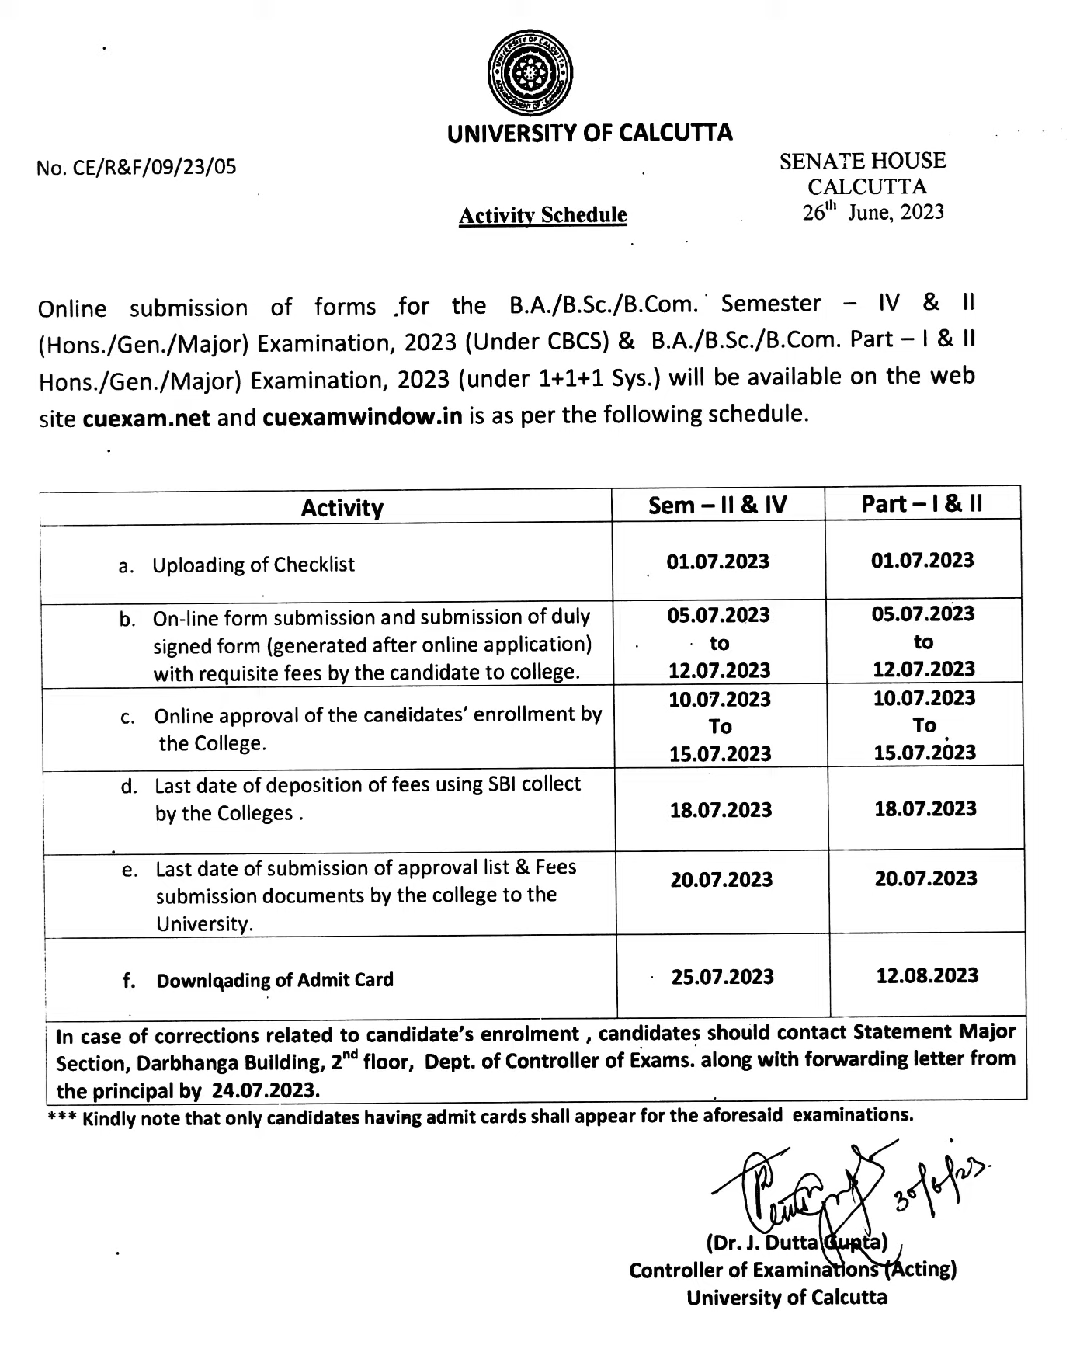 UNIVERSITY OF CALCUTTA
No. CE/R&F/09/23/05
SENATE HOUSE
CALCUTTA
26th June, 2023
Activity Schedule
Online submission of forms for the B.A./B.Sc./B.Com. Semester – IV & II
(Hons./Gen./Major) Examination, 2023 (Under CBCS) & B.A./B.Sc./B.Com. Part – I & II
Hons./Gen./Major) Examination, 2023 (under 1+1+1 Sys.) will be available on the web
site cuexam.net and cuexamwindow.in is as per the following schedule.
Activity Sem – II & IV Part – I & II
a. Uploading of Checklist 01.07.2023 01.07.2023
b. On-line form submission and submission of duly
signed form (generated after online application)
with requisite fees by the candidate to college.
05.07.2023
to
12.07.2023
05.07.2023
to
12.07.2023
c. Online approval of the candidates' enrollment by
the College.
10.07.2023
To
15.07.2023
10.07.2023
To
15.07.2023
d. Last date of deposition of fees using SBI collect
by the Colleges .
18.07.2023
18.07.2023
e. Last date of submission of approval list & Fees
submission documents by the college to the
University.
20.07.2023
20.07.2023
f. Downloading of Admit Card 25.07.2023 12.08.2023
In case of corrections related to candidate's enrolment , candidates should contact Statement Major
Section, Darbhanga Building, 2nd floor, Dept. of Controller of Exams. along with forwarding letter from
the principal by 24.07.2023.
*** Kindly note that only candidates having admit cards shall appear for the aforesaid examinations.
30/6/23
(Dr. J. Dutta Gupta)
Controller of Examinations (Acting)
University of Calcutta